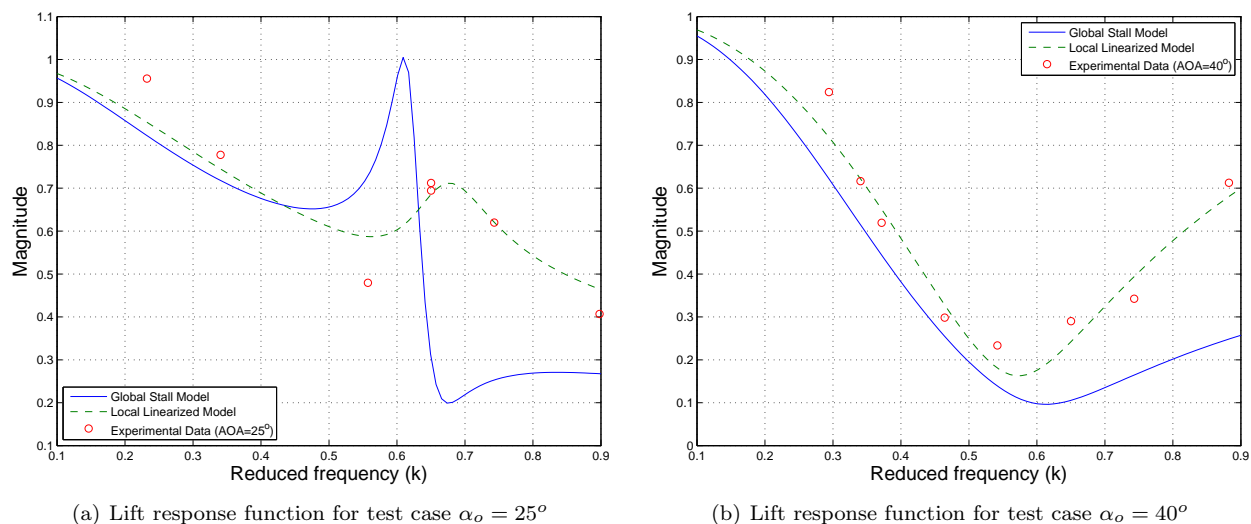 1.1
1
0.9
0.8
0.7
0.6
0.5
0.4
0.3
0.2
0.1
Magnitude
Global Stall Model
Local Linearized Model
Experimental Data (AOA=25°)
0.1 0.2 0.3 0.4 0.5 0.6 0.7 0.8 0.9
Reduced frequency (k)
(a) Lift response function for test case αₒ = 25ᵒ
1
0.9
0.8
0.7
0.6
0.5
0.4
0.3
0.2
0.1
0
Magnitude
Global Stall Model
Local Linearized Model
Experimental Data (AOA=40°)
0.1 0.2 0.3 0.4 0.5 0.6 0.7 0.8 0.9
Reduced frequency (k)
(b) Lift response function for test case αₒ = 40ᵒ